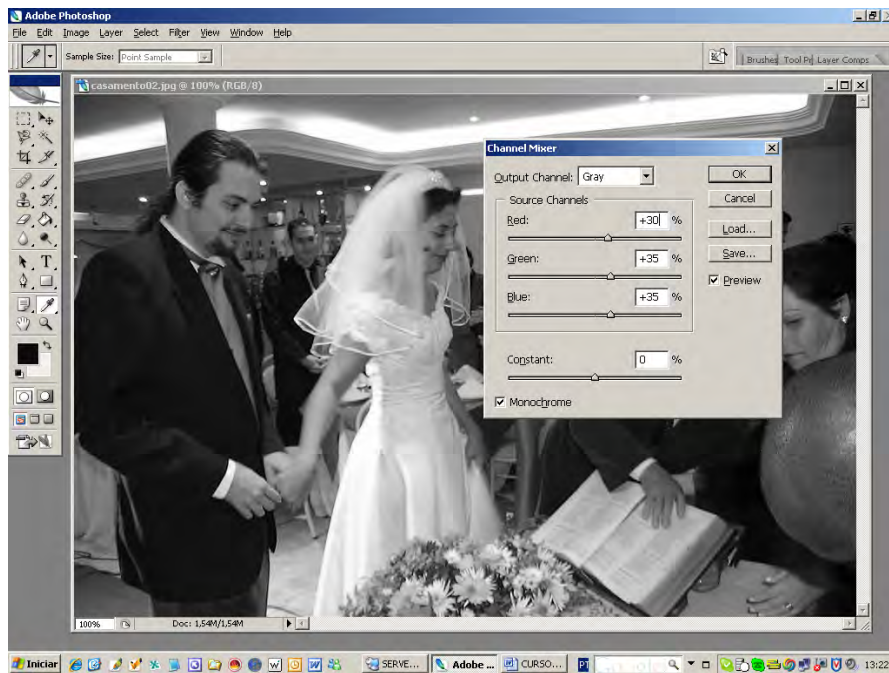 Adobe Photoshop
File Edit Image Layer Select Filter View Window Help
Sample Size: Point Sample
Brushes Tool Pr Layer Comps
casamento02.jpg @ 100% (RGB/8)
Channel Mixer
Output Channel: Gray
OK
Source Channels
Cancel
Red: +30 %
Load...
Green: +35 %
Save...
Preview
Blue: +35 %
Constant: 0 %
Monochrome
100% Doc: 1,54M/1,54M
Iniciar SERVE... Adobe ... CURSO... PT 13:22